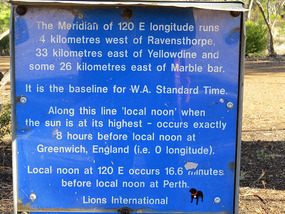 The Meridian of 120 E longitude runs
4 kilometres west of Ravensthorpe,
33 kilometres east of Yellowdine and
some 26 kilometres east of Marble bar.
It is the baseline for W.A. Standard Time.
Along this line 'local noon' when
the sun is at its highest - occurs exactly
8 hours before local noon at
Greenwich, England (i.e. 0 longitude).
Local noon at 120 E occurs 16.6 minutes
before local noon at Perth.
Lions International